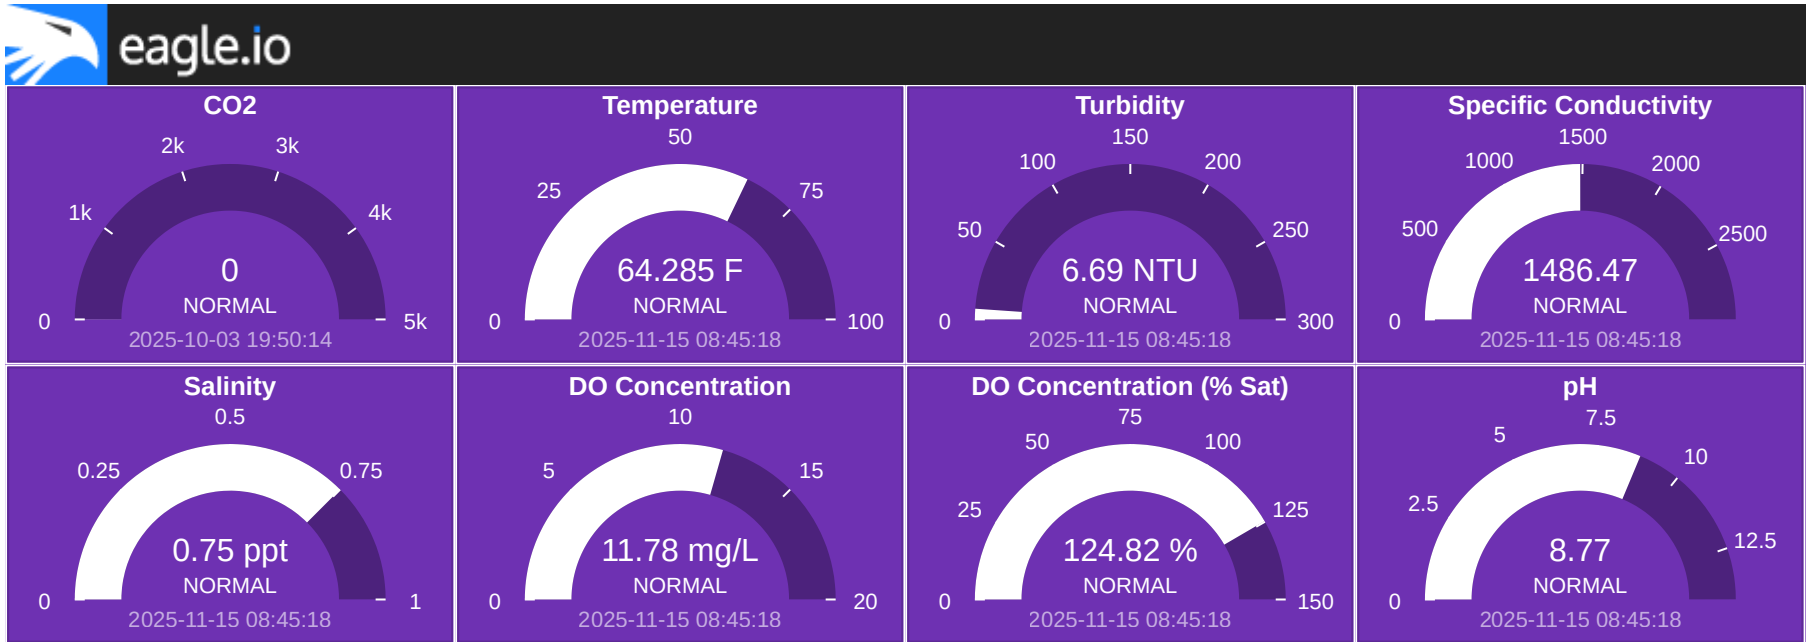 eagle.io
CO2
2k 3k
1k 4k
0
NORMAL
0 5k
2025-10-03 19:50:14
Temperature
50
25 75
64.285 F
NORMAL
0 100
2025-11-15 08:45:18
Turbidity
150
100 200
50 250
6.69 NTU
NORMAL
0 300
2025-11-15 08:45:18
Specific Conductivity
1500
1000 2000
500 2500
1486.47
NORMAL
0
2025-11-15 08:45:18
Salinity
0.5
0.25 0.75
0.75 ppt
NORMAL
0 1
2025-11-15 08:45:18
DO Concentration
10
5 15
11.78 mg/L
NORMAL
0 20
2025-11-15 08:45:18
DO Concentration (% Sat)
75
50 100
25 125
124.82 %
NORMAL
0 150
2025-11-15 08:45:18
pH
7.5
5 10
2.5 12.5
8.77
NORMAL
0
2025-11-15 08:45:18